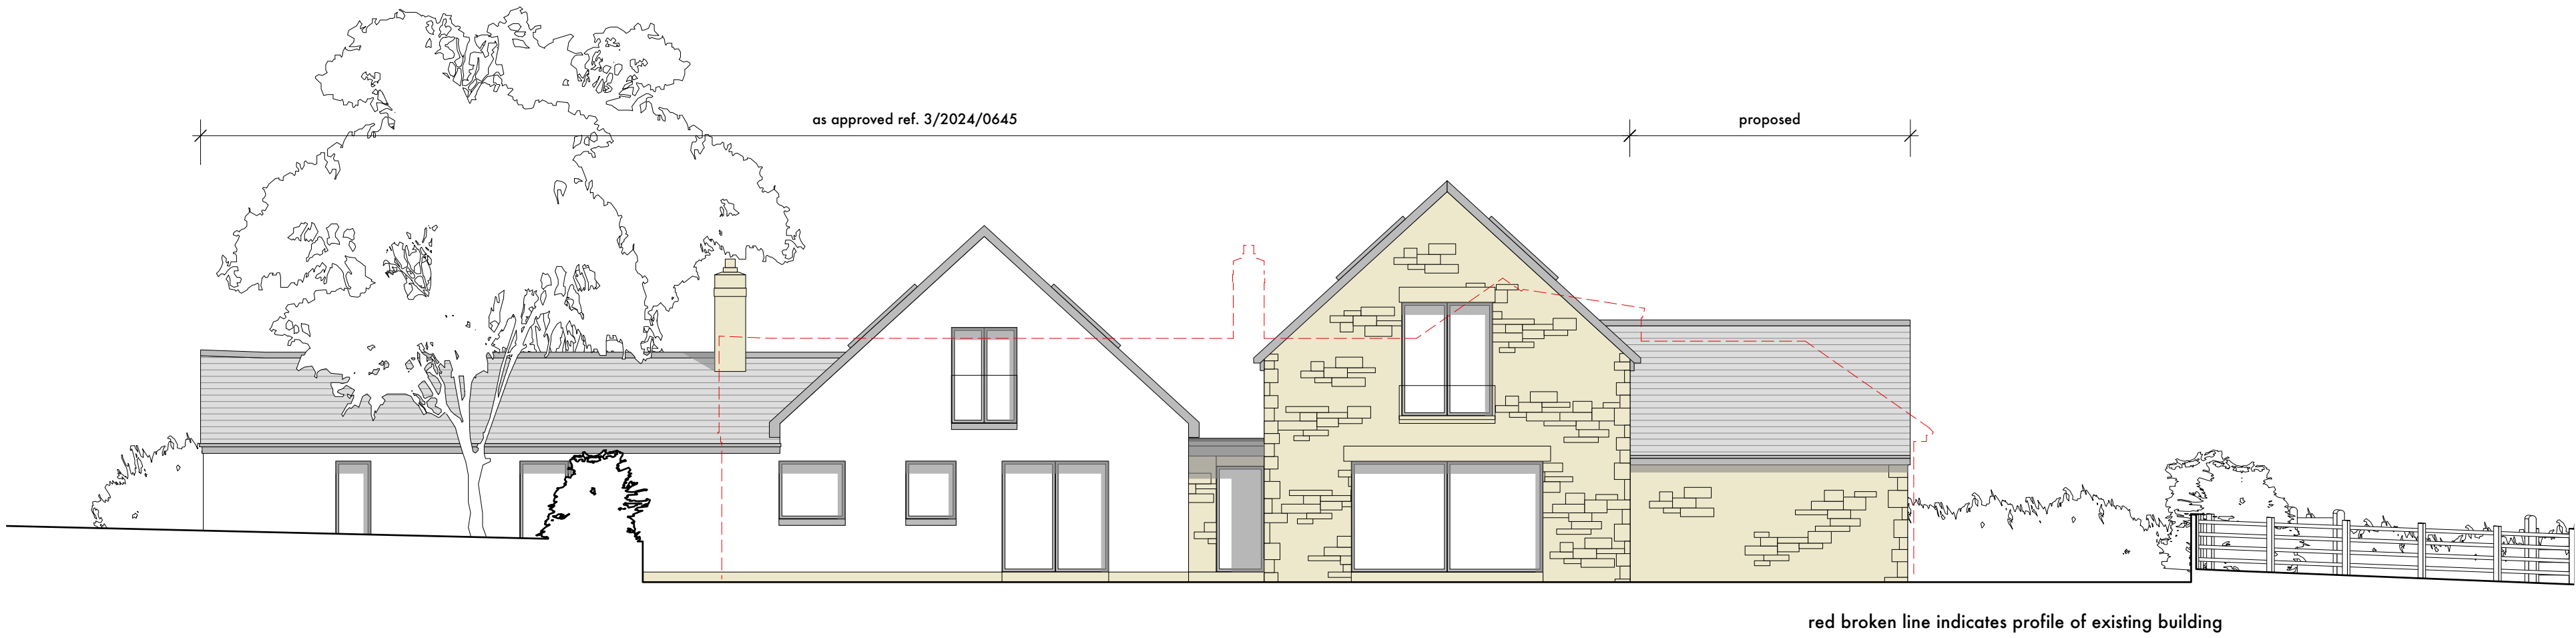 as approved ref. 3/2024/0645
proposed
red broken line indicates profile of existing building